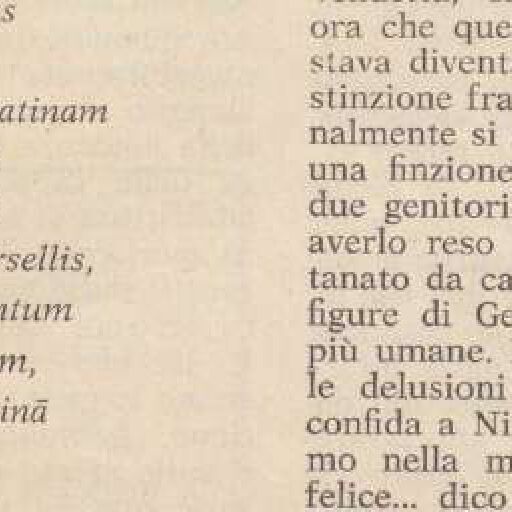 s
atinam
rsellis,
ntum
m,
inā
ora che que
stava divent
stinzione fra
nalmente si
una finzione
due genitori
averlo reso
tanato da ca
figure di Ge
più umane.
le delusioni
confida a Ni
mo nella m
felice... dico